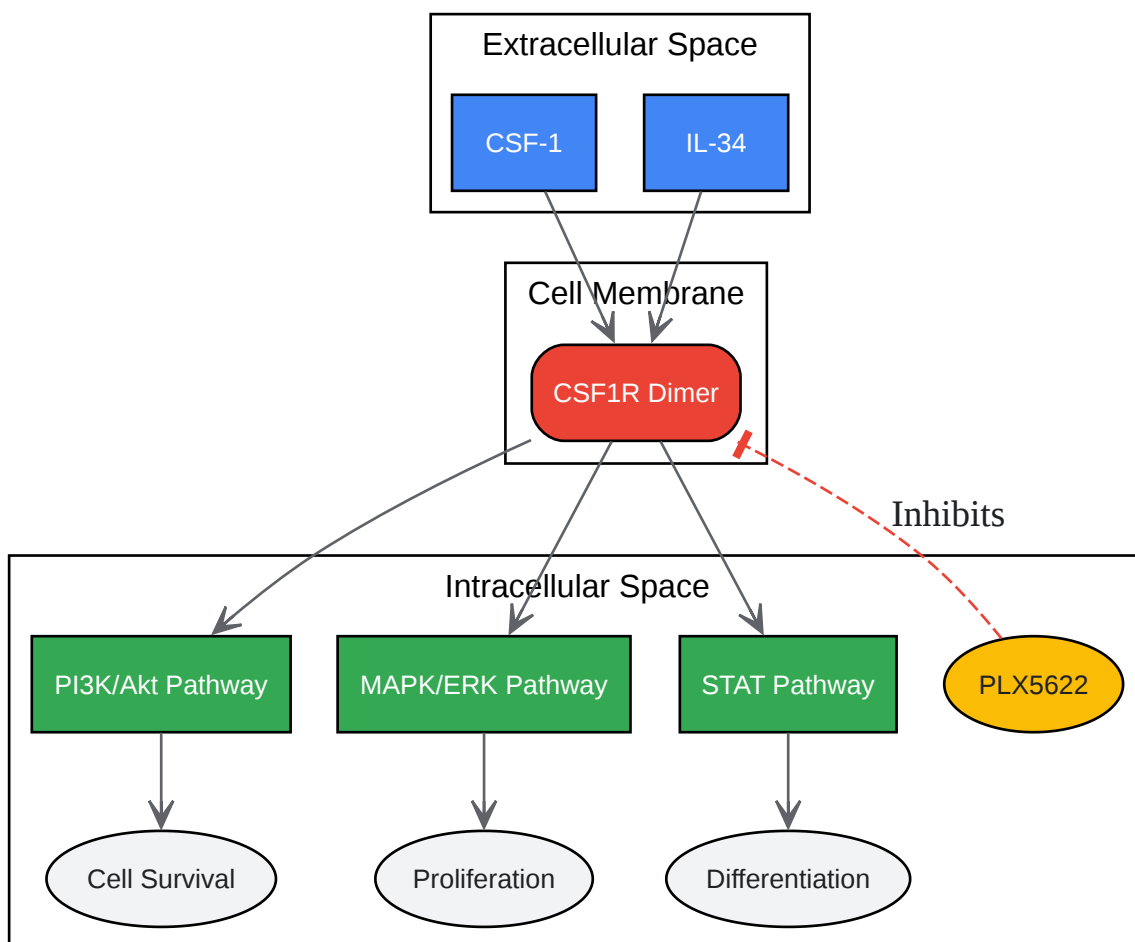 Extracellular Space
CSF-1
IL-34
Cell Membrane
CSF1R Dimer
Inhibits
Intracellular Space
PI3K/Akt Pathway
MAPK/ERK Pathway
STAT Pathway
PLX5622
Cell Survival
Proliferation
Differentiation